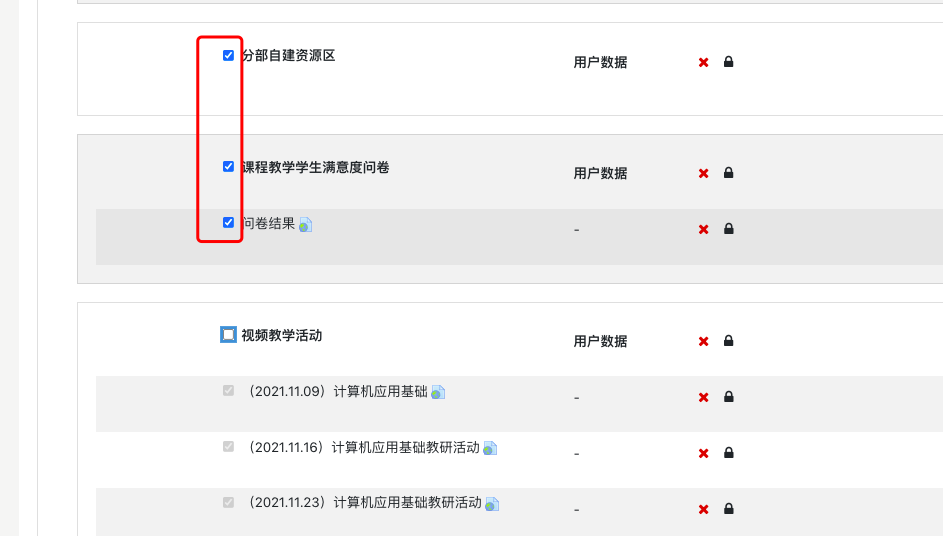 分部自建资源区 用户数据
课程教学学生满意度问卷 用户数据
问卷结果 -
视频教学活动 用户数据
（2021.11.09）计算机应用基础 -
（2021.11.16）计算机应用基础教研活动 -
（2021.11.23）计算机应用基础教研活动 -